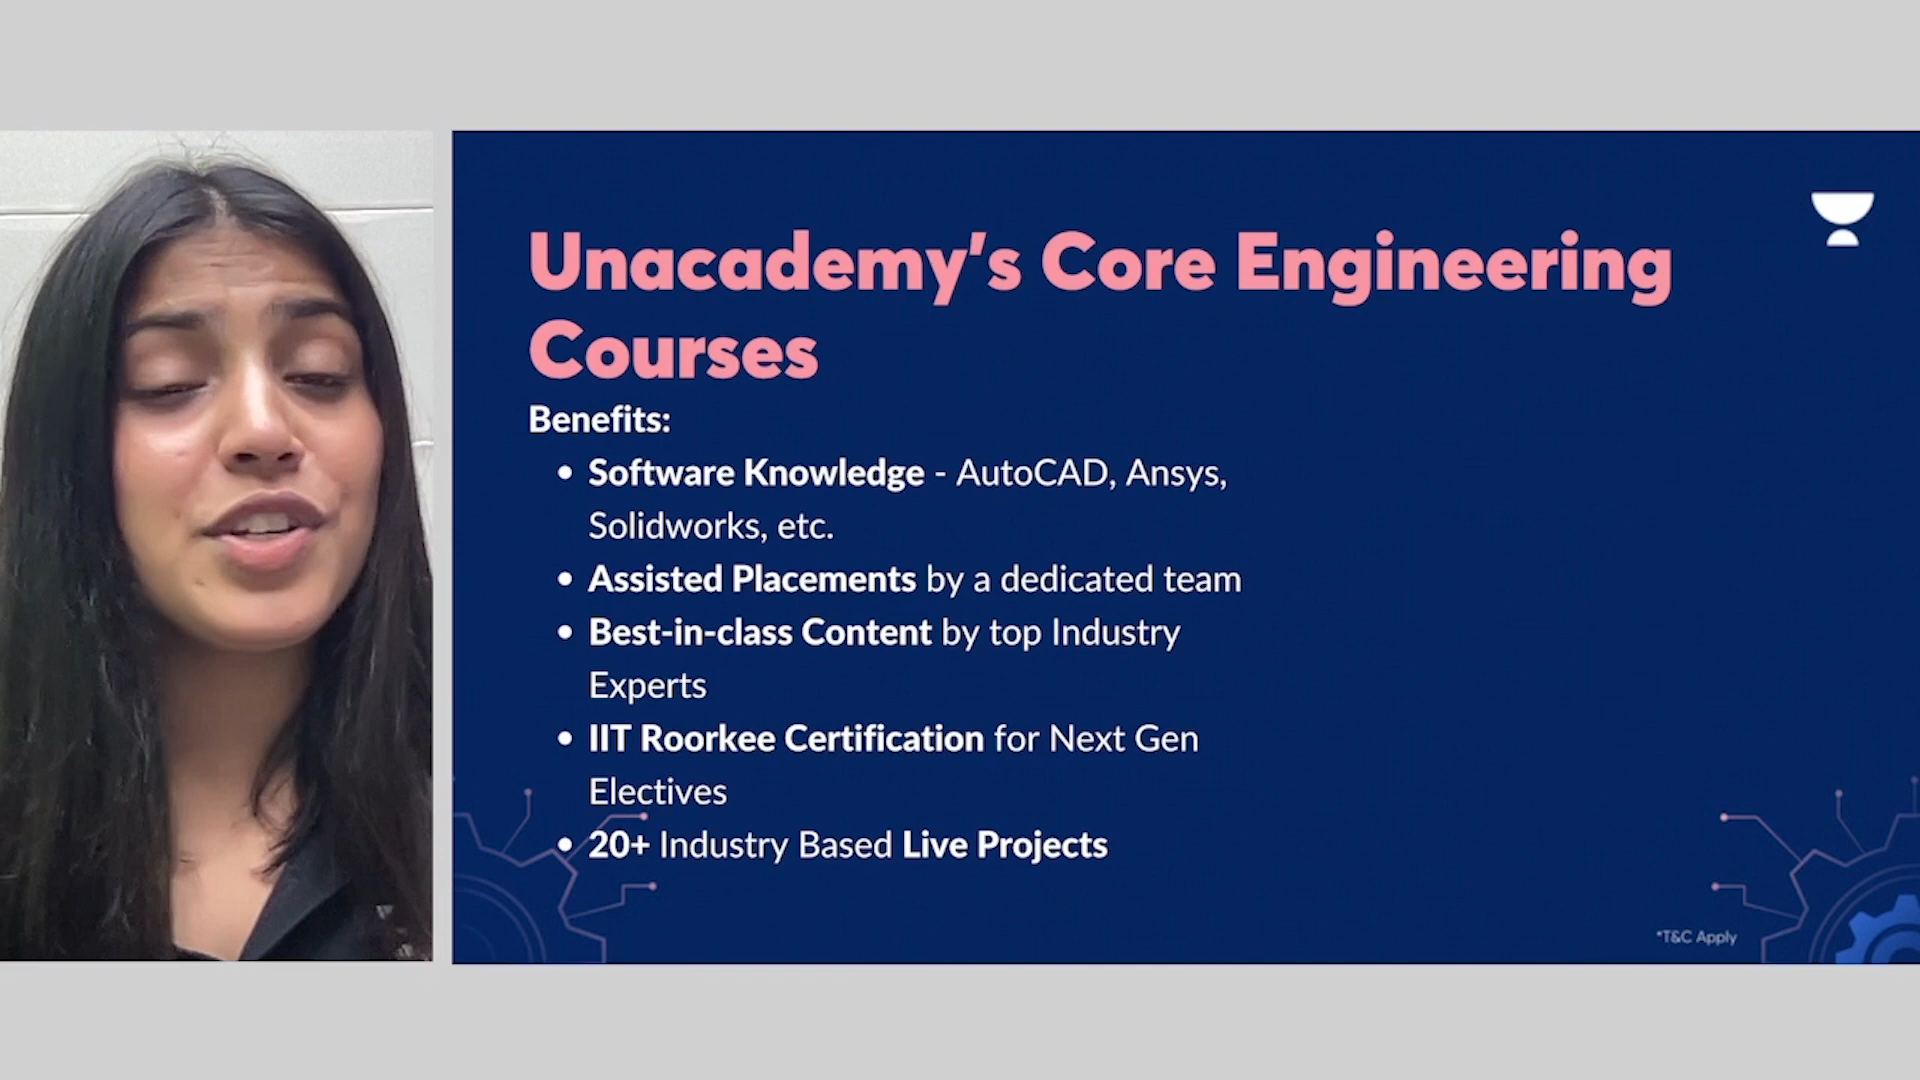 Unacademy's Core Engineering
Courses
Benefits:
• Software Knowledge - AutoCAD, Ansys,
Solidworks, etc.
• Assisted Placements by a dedicated team
• Best-in-class Content by top Industry
Experts
• IIT Roorkee Certification for Next Gen
Electives
• 20+ Industry Based Live Projects
*T&C Apply